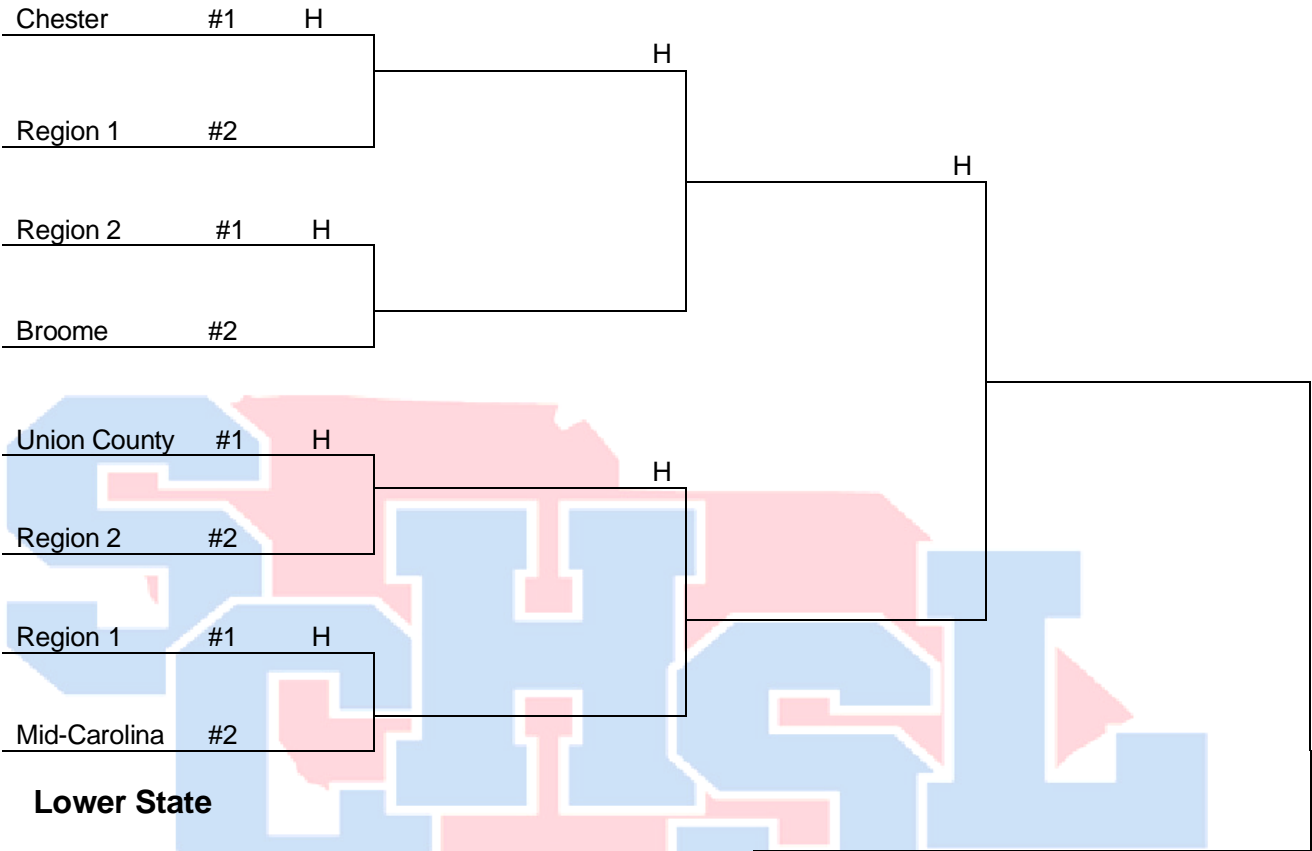 Chester #1 H
H
Region 1 #2
H
Region 2 #1 H
Broome #2
Union County #1 H
H
Region 2 #2
Region 1 #1 H
Mid-Carolina #2
Lower State
SCHSL